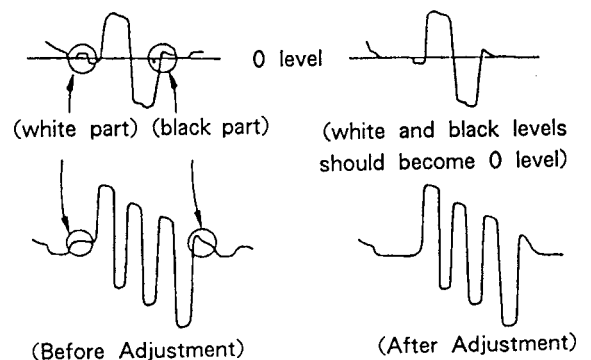 0 level
(white part) (black part)
(white and black levels
should become 0 level)
(Before Adjustment)
(After Adjustment)